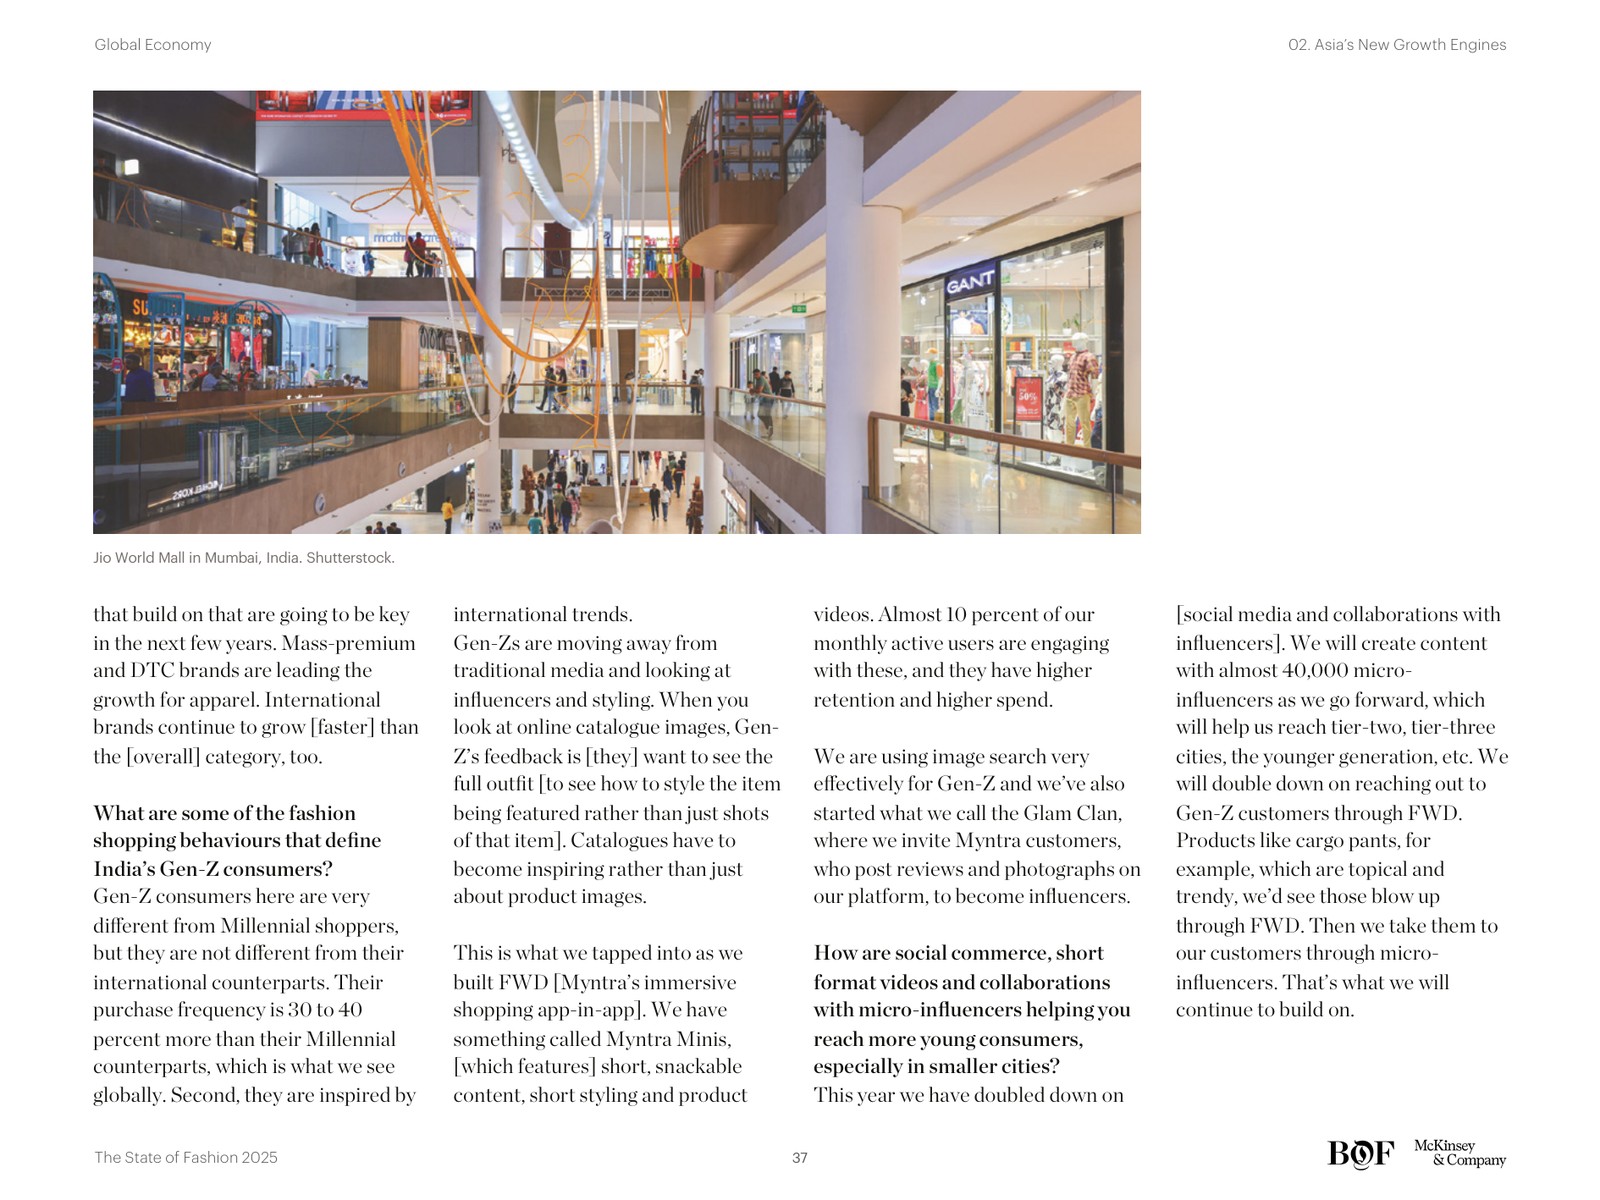 Global Economy
02. Asia's New Growth Engines
GANT
50%
Jio World Mall in Mumbai, India. Shutterstock.
that build on that are going to be key
in the next few years. Mass-premium
and DTC brands are leading the
growth for apparel. International
brands continue to grow [faster] than
the [overall] category, too.
What are some of the fashion
shopping behaviours that define
India's Gen-Z consumers?
Gen-Z consumers here are very
different from Millennial shoppers,
but they are not different from their
international counterparts. Their
purchase frequency is 30 to 40
percent more than their Millennial
counterparts, which is what we see
globally. Second, they are inspired by
international trends.
Gen-Zs are moving away from
traditional media and looking at
influencers and styling. When you
look at online catalogue images, Gen-
Z's feedback is [they] want to see the
full outfit [to see how to style the item
being featured rather than just shots
of that item]. Catalogues have to
become inspiring rather than just
about product images.
This is what we tapped into as we
built FWD [Myntra's immersive
shopping app-in-app]. We have
something called Myntra Minis,
[which features] short, snackable
content, short styling and product
videos. Almost 10 percent of our
monthly active users are engaging
with these, and they have higher
retention and higher spend.
We are using image search very
effectively for Gen-Z and we've also
started what we call the Glam Clan,
where we invite Myntra customers,
who post reviews and photographs on
our platform, to become influencers.
How are social commerce, short
format videos and collaborations
with micro-influencers helping you
reach more young consumers,
especially in smaller cities?
This year we have doubled down on
[social media and collaborations with
influencers]. We will create content
with almost 40,000 micro-
influencers as we go forward, which
will help us reach tier-two, tier-three
cities, the younger generation, etc. We
will double down on reaching out to
Gen-Z customers through FWD.
Products like cargo pants, for
example, which are topical and
trendy, we'd see those blow up
through FWD. Then we take them to
our customers through micro-
influencers. That's what we will
continue to build on.
The State of Fashion 2025
37
BOF
McKinsey
& Company